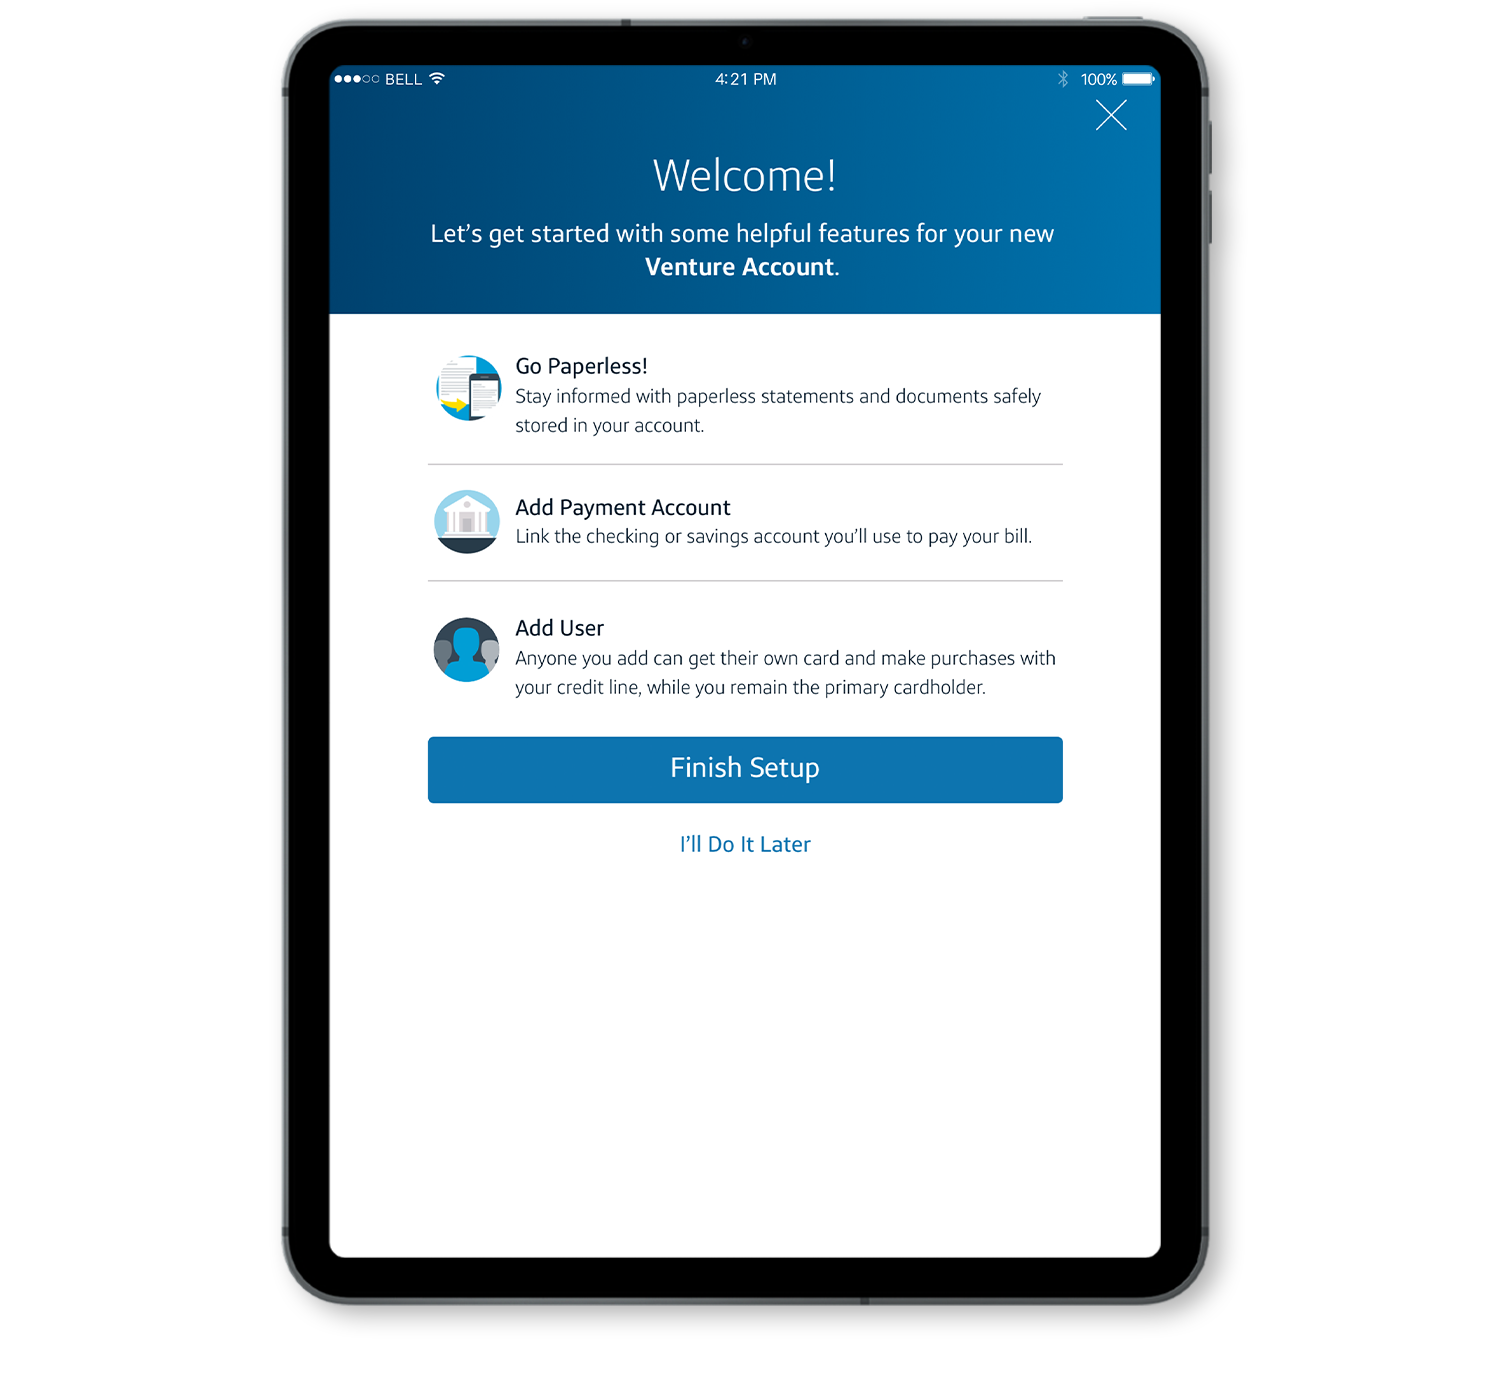 BELL 4:21 PM 100%
Welcome!
Let’s get started with some helpful features for your new
Venture Account.
Go Paperless!
Stay informed with paperless statements and documents safely
stored in your account.
Add Payment Account
Link the checking or savings account you’ll use to pay your bill.
Add User
Anyone you add can get their own card and make purchases with
your credit line, while you remain the primary cardholder.
Finish Setup
I’ll Do It Later